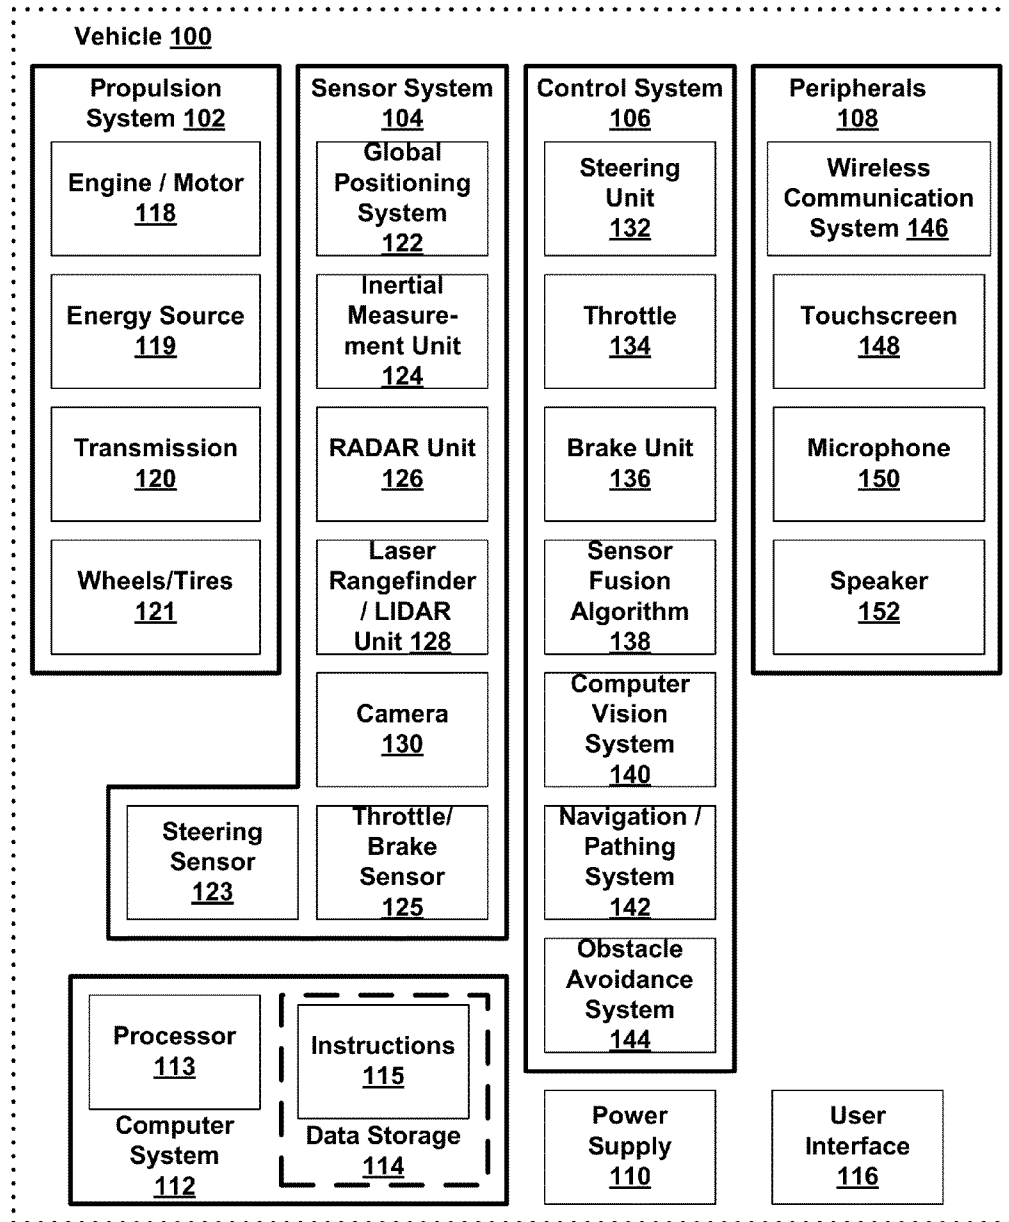 Vehicle 100
Propulsion
System 102
Engine / Motor
118
Energy Source
119
Transmission
120
Wheels/Tires
121
Sensor System
104
Global
Positioning
System
122
Inertial
Measure-
ment Unit
124
RADAR Unit
126
Laser
Rangefinder
/ LIDAR
Unit 128
Camera
130
Steering
Sensor
123
Throttle/
Brake
Sensor
125
Control System
106
Steering
Unit
132
Throttle
134
Brake Unit
136
Sensor
Fusion
Algorithm
138
Computer
Vision
System
140
Navigation /
Pathing
System
142
Obstacle
Avoidance
System
144
Peripherals
108
Wireless
Communication
System 146
Touchscreen
148
Microphone
150
Speaker
152
Processor
113
Computer
System
112
Instructions
115
Data Storage
114
Power
Supply
110
User
Interface
116